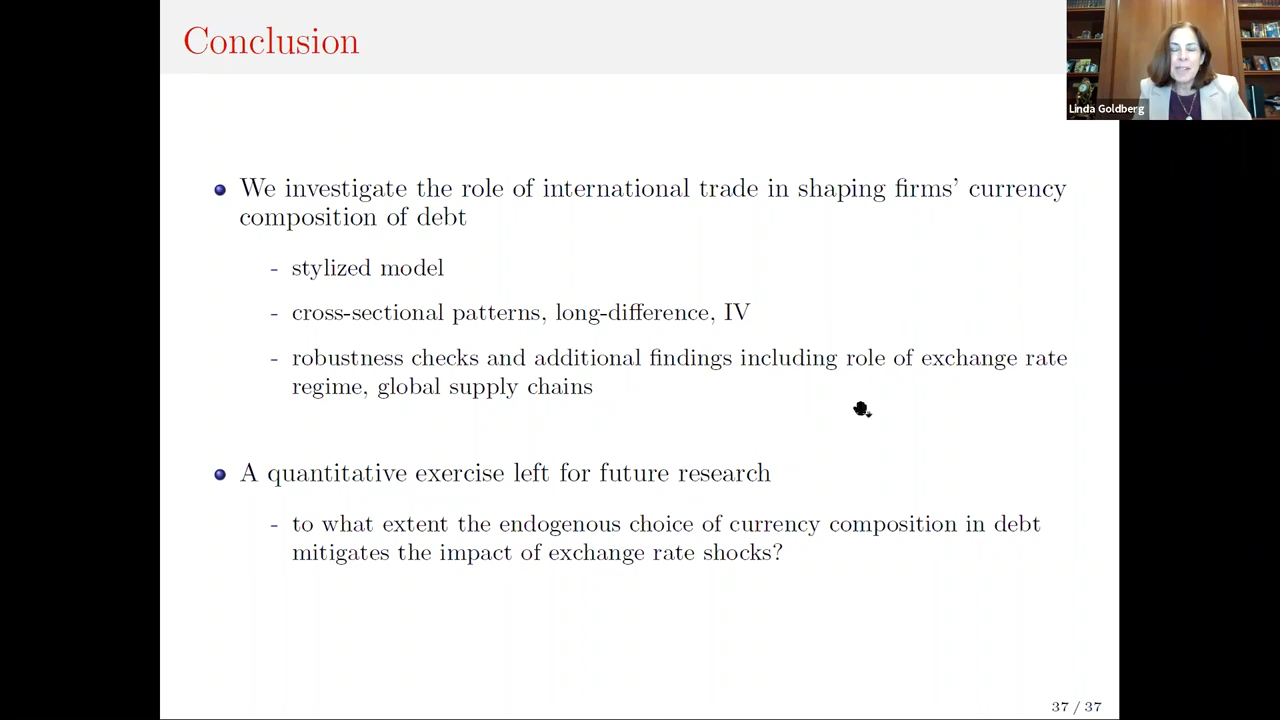 Conclusion
Linda Goldberg
We investigate the role of international trade in shaping firms' currency
composition of debt
- stylized model
- cross-sectional patterns, long-difference, IV
- robustness checks and additional findings including role of exchange rate
regime, global supply chains
A quantitative exercise left for future research
- to what extent the endogenous choice of currency composition in debt
mitigates the impact of exchange rate shocks?
37 / 37